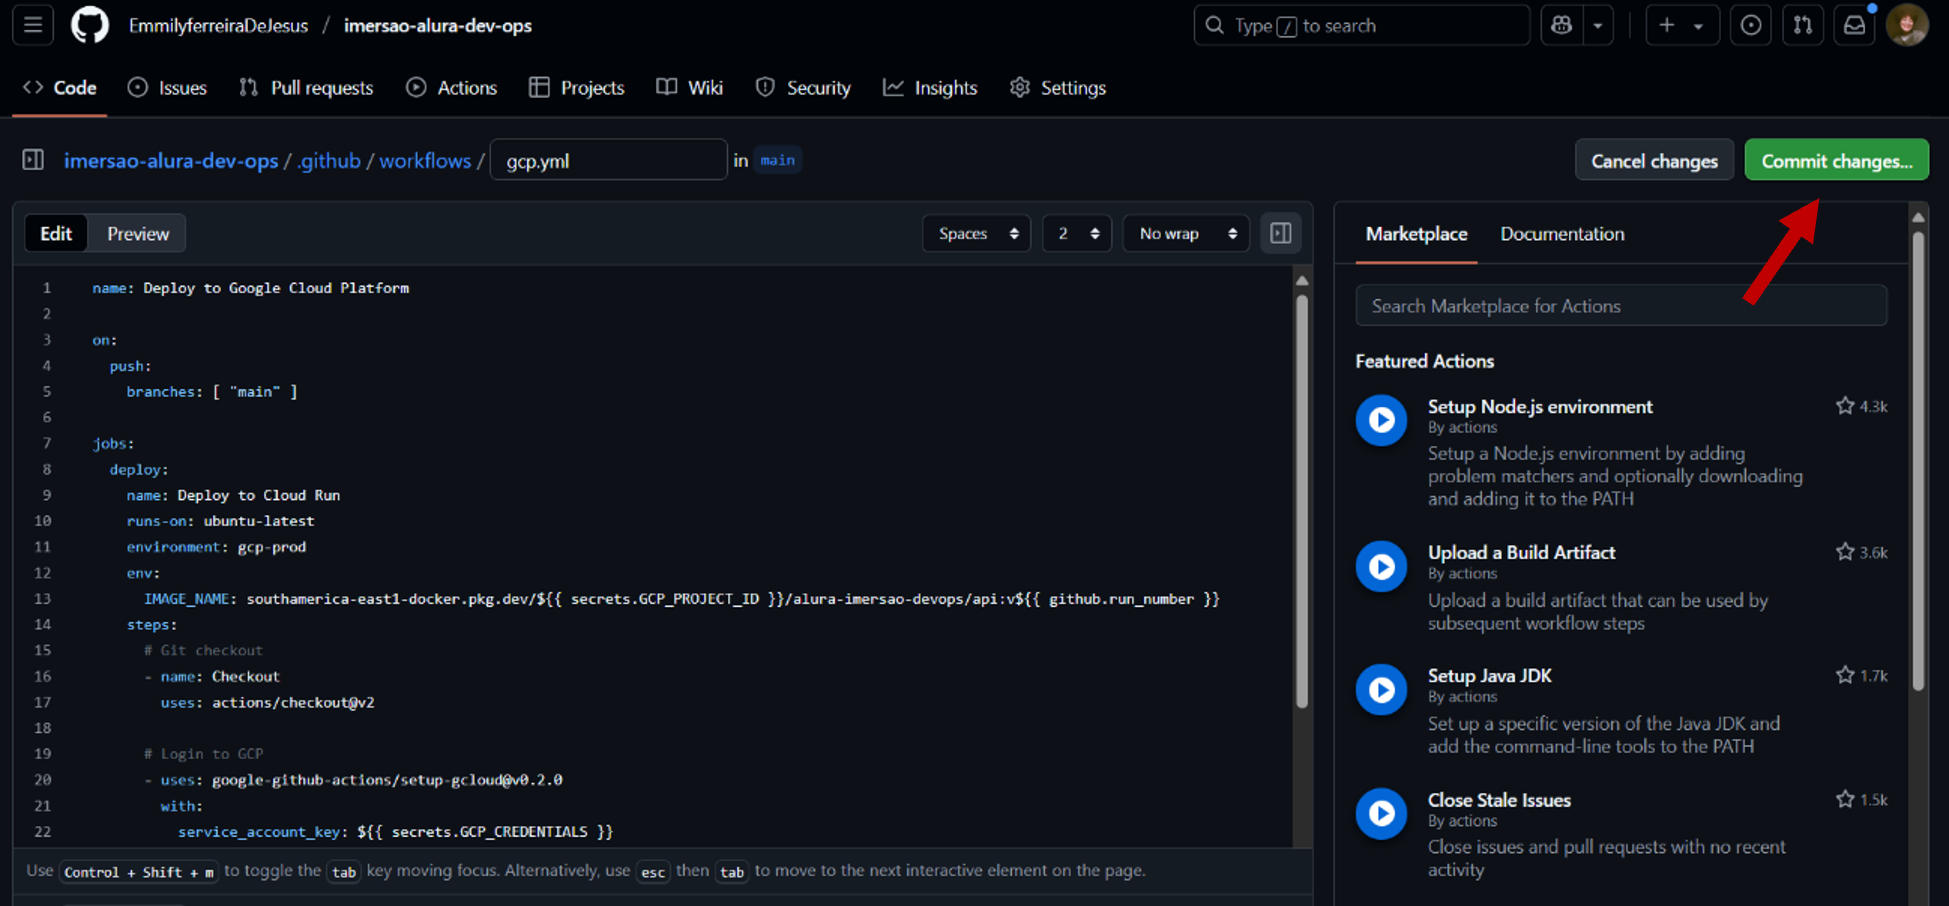 EmmilyferreiraDeJesus / imersao-alura-dev-ops
Type / to search
Code Issues Pull requests Actions Projects Wiki Security Insights Settings
imersao-alura-dev-ops / .github / workflows / gcp.yml in main
Cancel changes Commit changes...
Edit Preview
Spaces 2 No wrap
1 name: Deploy to Google Cloud Platform
2
3 on:
4 push:
5 branches: [ "main" ]
6
7 jobs:
8 deploy:
9 name: Deploy to Cloud Run
10 runs-on: ubuntu-latest
11 environment: gcp-prod
12 env:
13 IMAGE_NAME: southamerica-east1-docker.pkg.dev/${{ secrets.GCP_PROJECT_ID }}/alura-imersao-devops/api:v${{ github.run_number }}
14 steps:
15 # Git checkout
16 - name: Checkout
17 uses: actions/checkout@v2
18
19 # Login to GCP
20 - uses: google-github-actions/setup-gcloud@v0.2.0
21 with:
22 service_account_key: ${{ secrets.GCP_CREDENTIALS }}
Use Control + Shift + m to toggle the tab key moving focus. Alternatively, use esc then tab to move to the next interactive element on the page.
Marketplace Documentation
Search Marketplace for Actions
Featured Actions
Setup Node.js environment 4.3k
By actions
Setup a Node.js environment by adding
problem matchers and optionally downloading
and adding it to the PATH
Upload a Build Artifact 3.6k
By actions
Upload a build artifact that can be used by
subsequent workflow steps
Setup Java JDK 1.7k
By actions
Set up a specific version of the Java JDK and
add the command-line tools to the PATH
Close Stale Issues 1.5k
By actions
Close issues and pull requests with no recent
activity